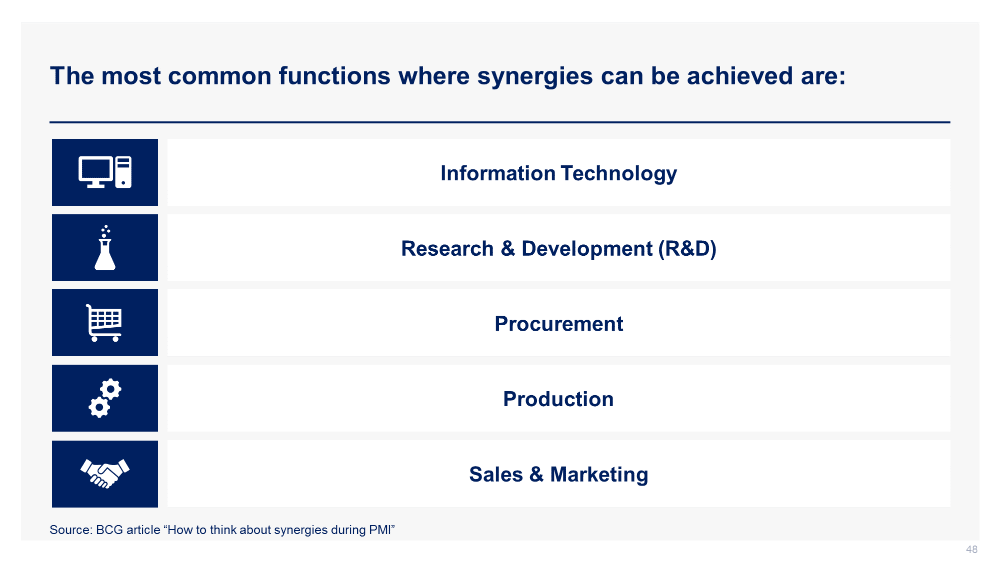 The most common functions where synergies can be achieved are:
Information Technology
Research & Development (R&D)
Procurement
Production
Sales & Marketing
Source: BCG article “How to think about synergies during PMI”
48